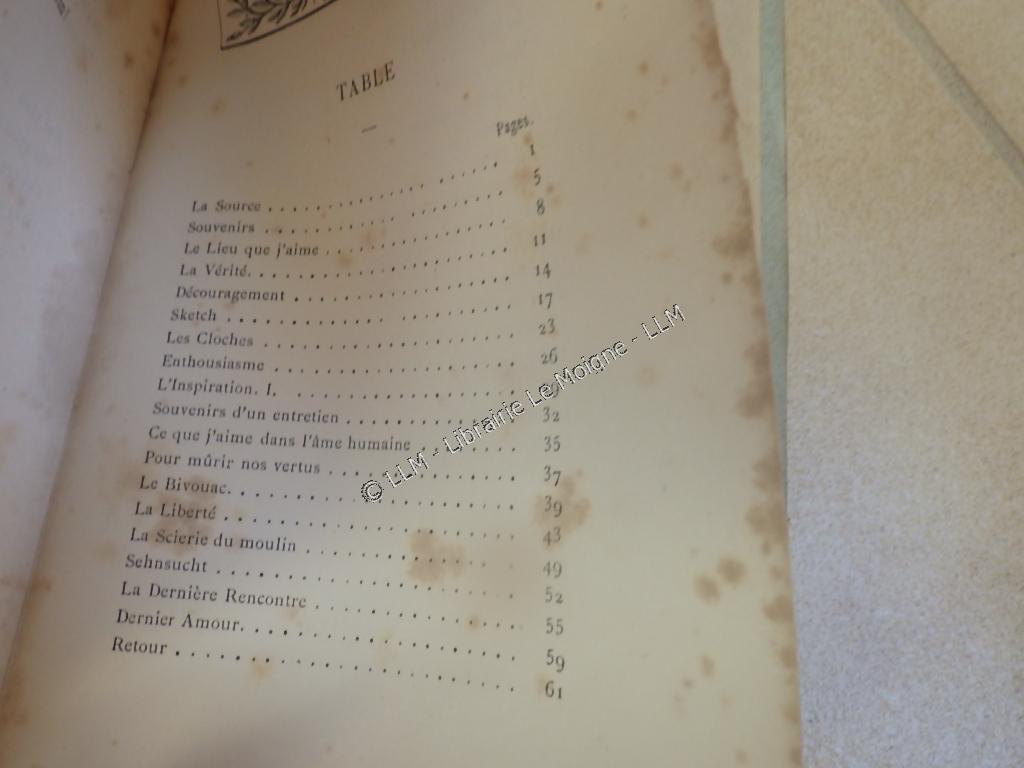 TABLE
Pages.
La Source . . . . . . . . . . . . . . . . 1
Souvenirs . . . . . . . . . . . . . . . . 5
Le Lieu que j'aime . . . . . . . . . . . . 8
La Vérité. . . . . . . . . . . . . . . . . 11
Découragement . . . . . . . . . . . . . . 14
Sketch . . . . . . . . . . . . . . . . . . 17
Les Cloches . . . . . . . . . . . . . . . 23
Enthousiasme . . . . . . . . . . . . . . . 26
L'Inspiration. I. . . . . . . . . . . . .
Souvenirs d'un entretien . . . . . . . . . 32
Ce que j'aime dans l'âme humaine . . . . . 35
Pour mûrir nos vertus . . . . . . . . . . 37
Le Bivouac. . . . . . . . . . . . . . . . 39
La Liberté . . . . . . . . . . . . . . . . 43
La Scierie du moulin . . . . . . . . . . . 49
Sehnsucht . . . . . . . . . . . . . . . . 52
La Dernière Rencontre . . . . . . . . . . 55
Dernier Amour. . . . . . . . . . . . . . . 59
Retour . . . . . . . . . . . . . . . . . . 61
© LLM - Librairie Le Moigne - LLM